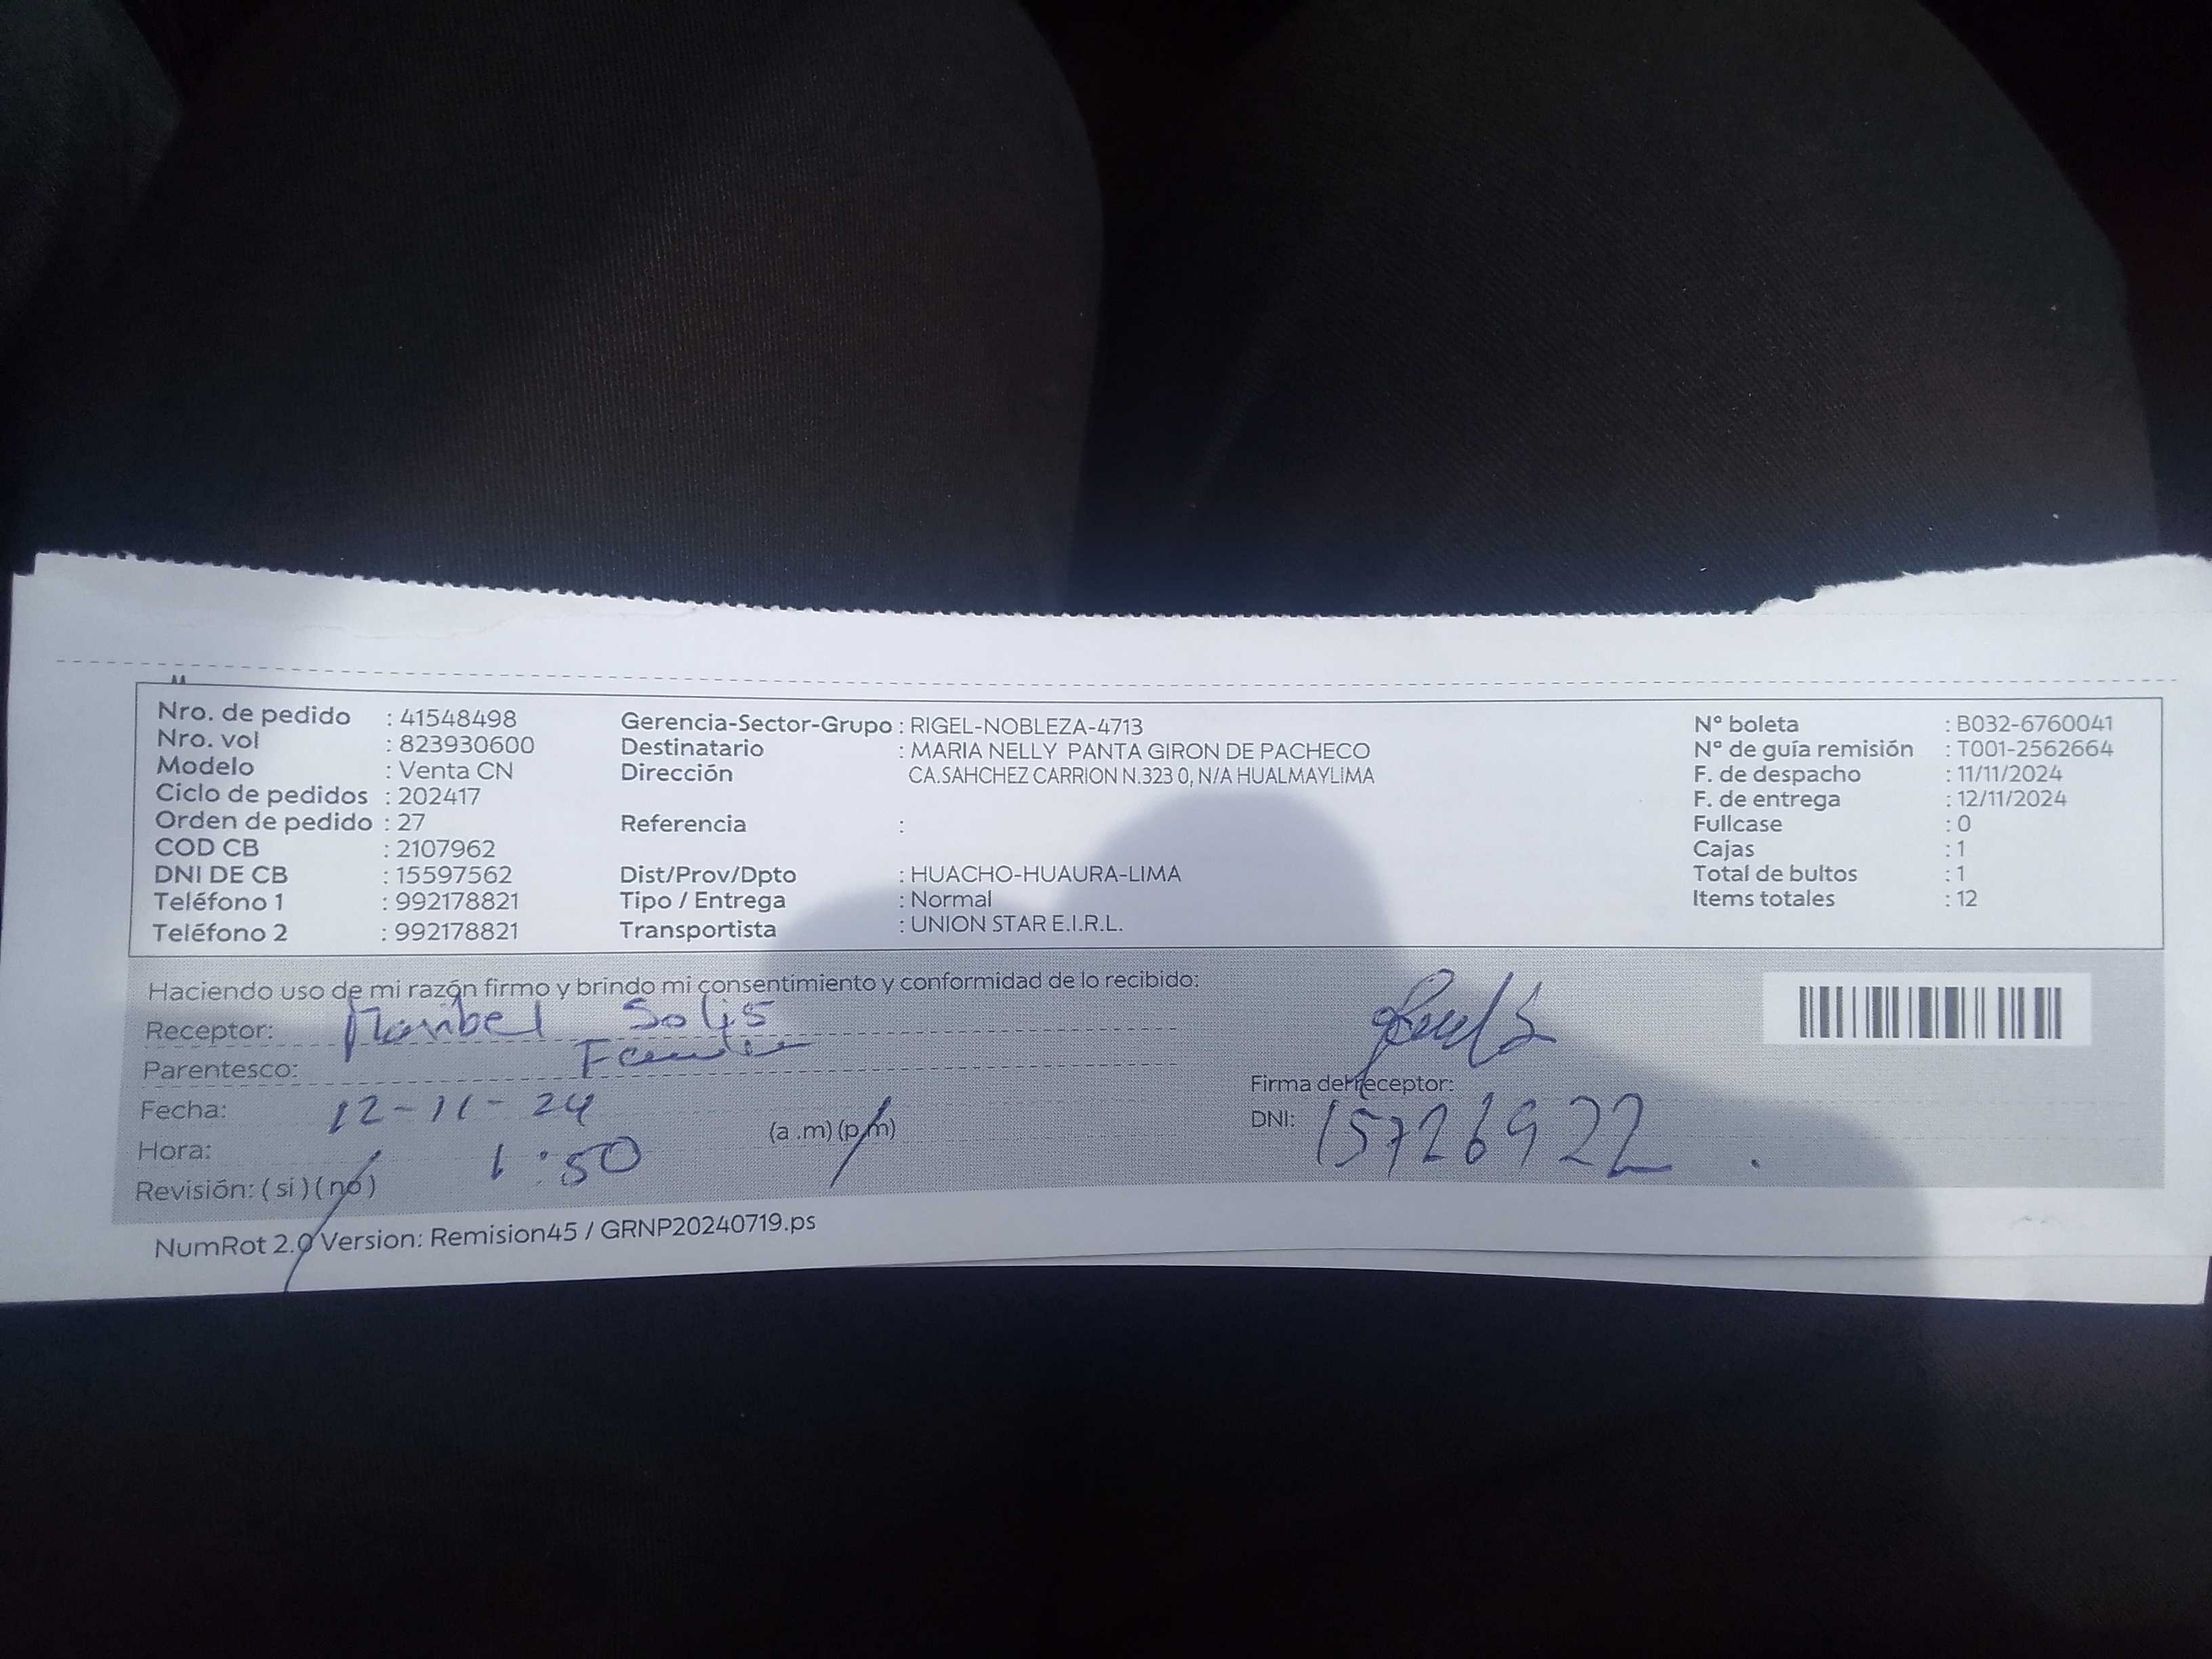 Nro. de pedido : 41548498
Nro. vol : 823930600
Modelo : Venta CN
Ciclo de pedidos : 202417
Orden de pedido : 27
COD CB : 2107962
DNI DE CB : 15597562
Teléfono 1 : 992178821
Teléfono 2 : 992178821
Gerencia-Sector-Grupo : RIGEL-NOBLEZA-4713
Destinatario : MARIA NELLY PANTA GIRON DE PACHECO
Dirección CA.SAHCHEZ CARRION N.323 0, N/A HUALMAYLIMA
Referencia :
Dist/Prov/Dpto : HUACHO-HUAURA-LIMA
Tipo / Entrega : Normal
Transportista : UNION STAR E.I.R.L.
N° boleta : B032-6760041
N° de guía remisión : T001-2562664
F. de despacho : 11/11/2024
F. de entrega : 12/11/2024
Fullcase : 0
Cajas : 1
Total de bultos : 1
Items totales : 12
Haciendo uso de mi razón firmo y brindo mi consentimiento y conformidad de lo recibido:
Receptor: Maribel Solis
Parentesco:
Fecha: 12-11-24
Hora: 1:50 (a .m) (p/m)
Revisión: ( si ) ( no )
Firma del receptor:
DNI: 15726922
NumRot 2.0 Version: Remision45 / GRNP20240719.ps